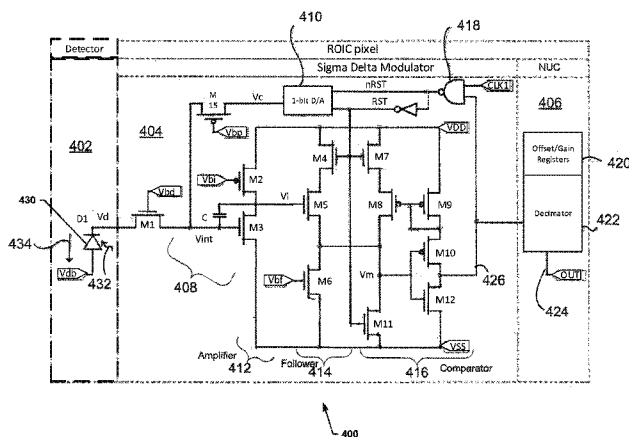 410
418
Detector
ROIC pixel
Sigma Delta Modulator
NUC
402
404
406
M
15
Vc
1-bit D/A
nRST
RST
CLK1
Vbp
VDD
Offset/Gain
Registers
420
Decimator
422
M4
M7
Vbi
M2
M5
M8
M9
430
D1
Vd
Vbd
M1
C
Vi
M3
Vint
M10
434
432
408
Vdb
Vbf
M6
Vm
M12
426
424
OUT
M11
VSS
Amplifier
Follower
Comparator
412
414
416
400